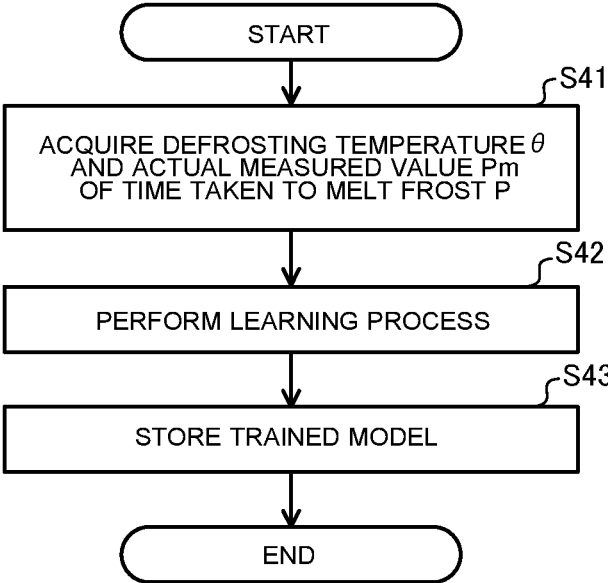 START
S41
ACQUIRE DEFROSTING TEMPERATURE θ
AND ACTUAL MEASURED VALUE Pm
OF TIME TAKEN TO MELT FROST P
S42
PERFORM LEARNING PROCESS
S43
STORE TRAINED MODEL
END